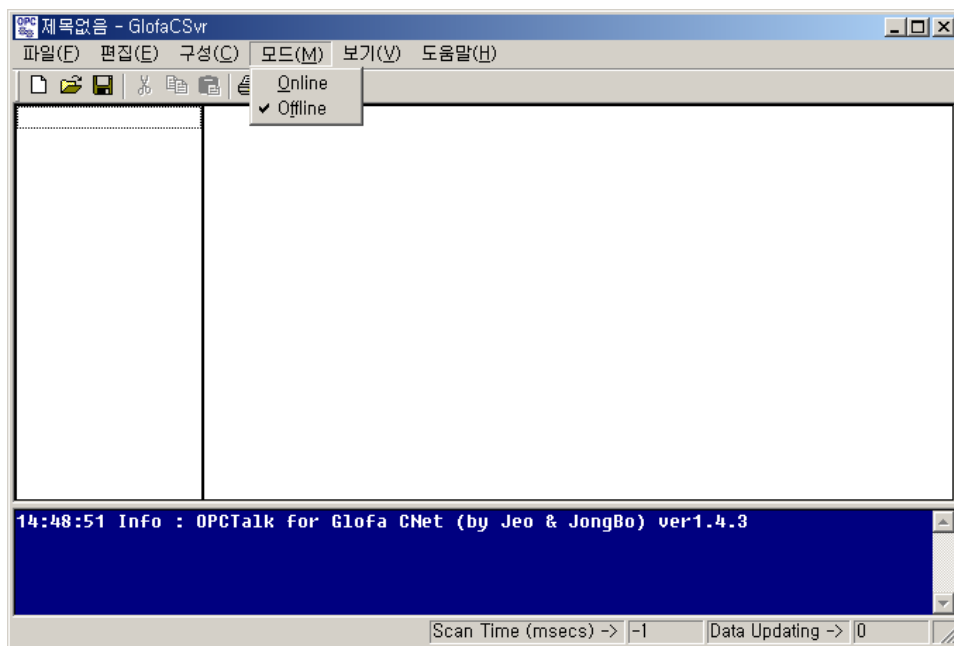 OPC 제목없음 - GlofaCSvr
파일(F) 편집(E) 구성(C) 모드(M) 보기(V) 도움말(H)
Online
Offline
14:48:51 Info : OPCTalk for Glofa CNet (by Jeo & JongBo) ver1.4.3
Scan Time (msecs) -> -1 Data Updating -> 0